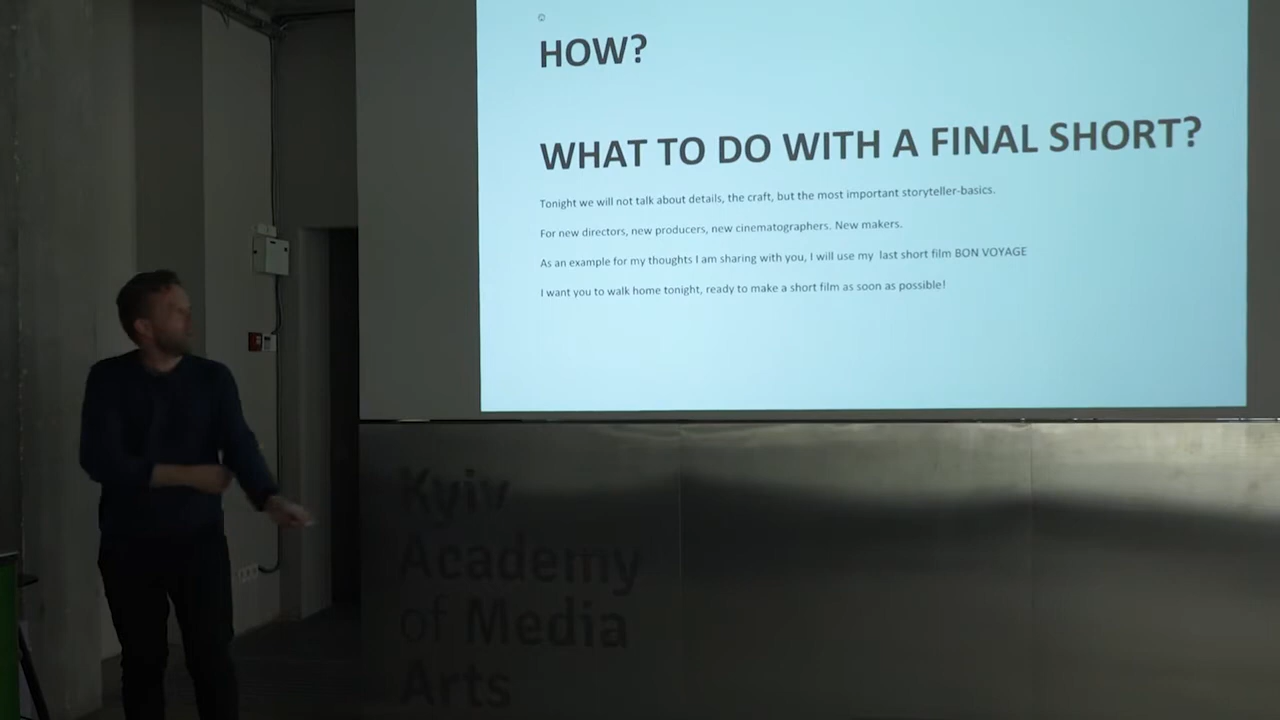 HOW?
WHAT TO DO WITH A FINAL SHORT?
Tonight we will not talk about details, the craft, but the most important storyteller-basics.
For new directors, new producers, new cinematographers. New makers.
As an example for my thoughts I am sharing with you, I will use my last short film BON VOYAGE
I want you to walk home tonight, ready to make a short film as soon as possible!
Kyiv
Academy
of Media
Arts